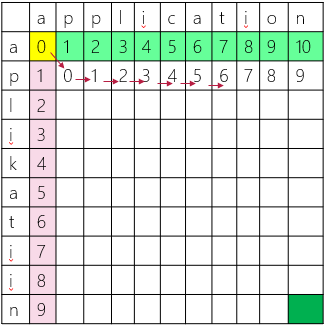 a p p l i c a t i o n
a 0 1 2 3 4 5 6 7 8 9 10
p 1 0 1 2 3 4 5 6 7 8 9
l 2
i 3
k 4
a 5
t 6
i 7
i 8
n 9